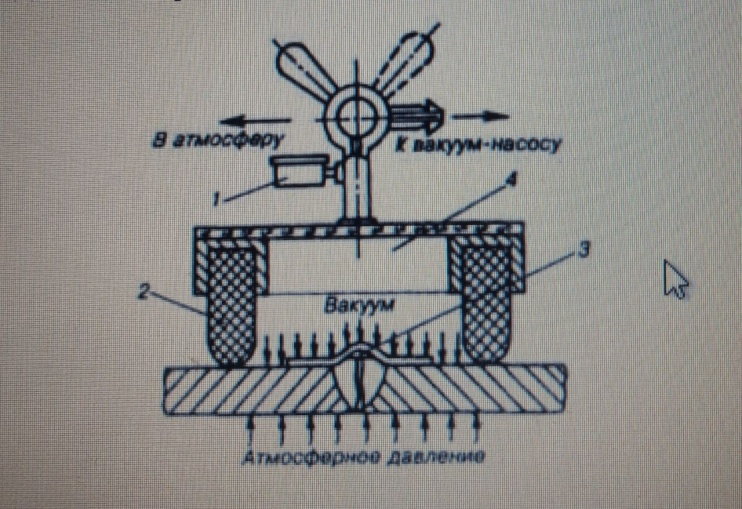 В атмосферу
К вакуум-насосу
1
4
3
2
Вакуум
Атмосферное давление